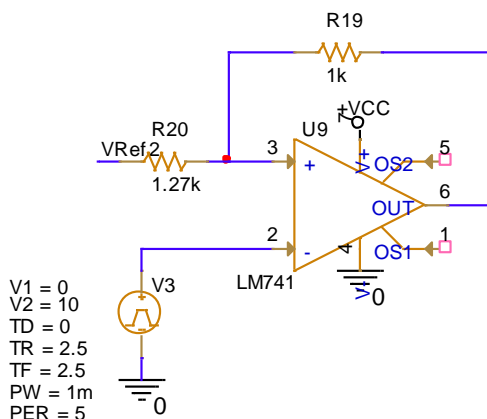 R19
1k
+VCC
7
U9
R20
VRef2
1.27k
3
+
V+
OS2
5
OUT
6
2
-
4
OS1
1
LM741
V-
0
V3
+
-
0
V1 = 0
V2 = 10
TD = 0
TR = 2.5
TF = 2.5
PW = 1m
PER = 5